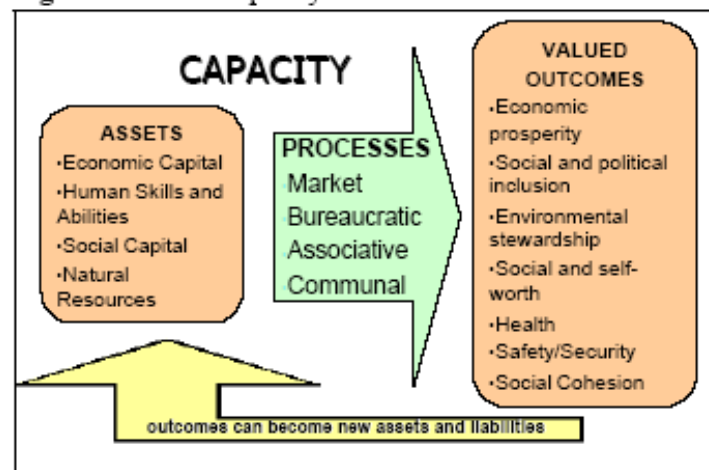 CAPACITY
ASSETS
·Economic Capital
·Human Skills and
Abilities
·Social Capital
·Natural
Resources
PROCESSES
·Market
·Bureaucratic
·Associative
·Communal
VALUED
OUTCOMES
·Economic
prosperity
·Social and political
inclusion
·Environmental
stewardship
·Social and self-
worth
·Health
·Safety/Security
·Social Cohesion
outcomes can become new assets and liabilities